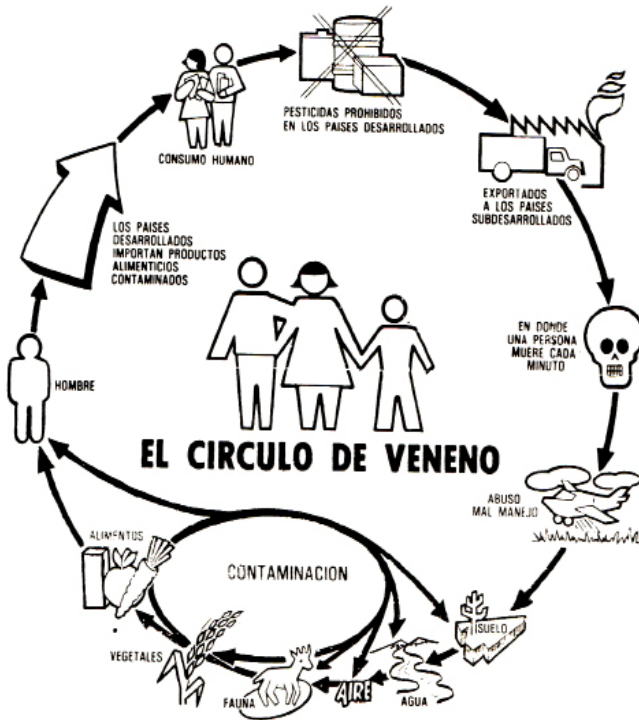 PESTICIDAS PROHIBIDOS
EN LOS PAISES DESARROLLADOS
EXPORTADOS
A LOS PAISES
SUBDESARROLLADOS
EN DONDE
UNA PERSONA
MUERE CADA
MINUTO
ABUSO
MAL MANEJO
SUELO
AGUA
AIRE
FAUNA
VEGETALES
ALIMENTOS
CONTAMINACION
HOMBRE
LOS PAISES
DESARROLLADOS
IMPORTAN PRODUCTOS
ALIMENTICIOS
CONTAMINADOS
CONSUMO HUMANO
EL CIRCULO DE VENENO